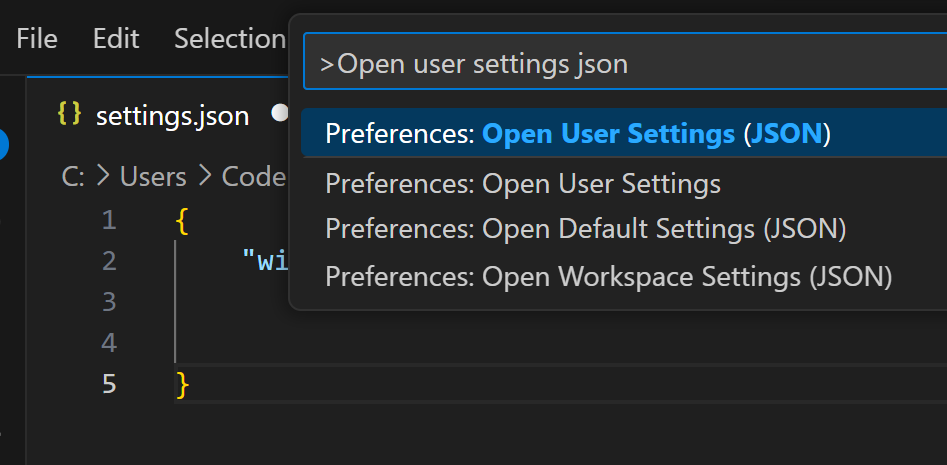 File Edit Selection
>Open user settings json
{} settings.json
Preferences: Open User Settings (JSON)
C: > Users > Code
Preferences: Open User Settings
1 {
Preferences: Open Default Settings (JSON)
2 "wi
Preferences: Open Workspace Settings (JSON)
3
4
5 }